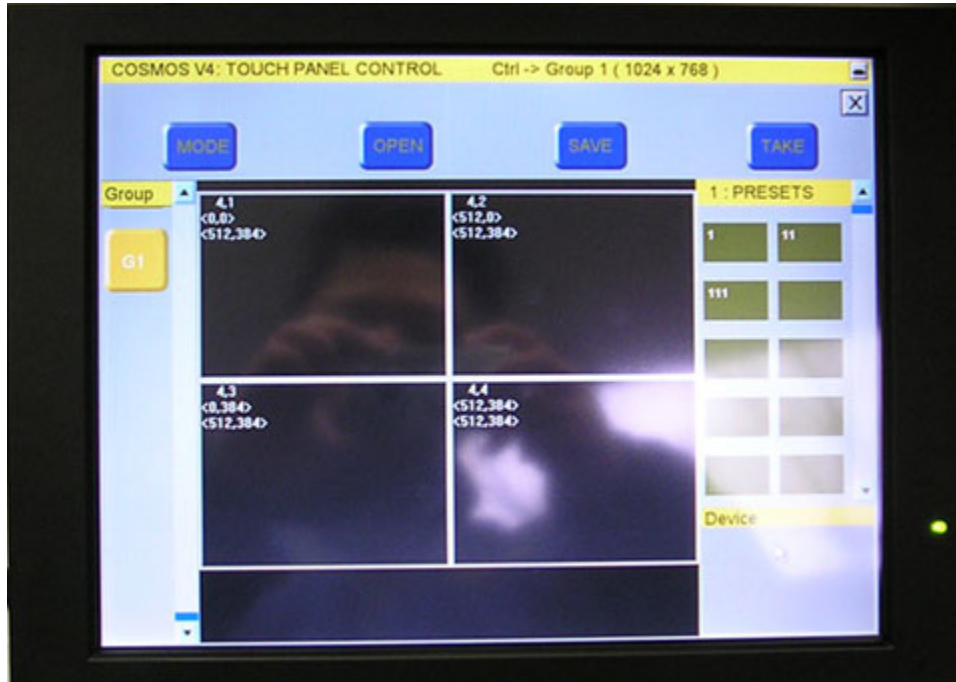 COSMOS V4: TOUCH PANEL CONTROL Ctrl -> Group 1 ( 1024 x 768 )
X
MODE OPEN SAVE TAKE
Group
G1
4,1
<0,0>
<512,384>
4,2
<512,0>
<512,384>
4,3
<0,384>
<512,384>
4,4
<512,384>
<512,384>
1 : PRESETS
1 11
111
Device